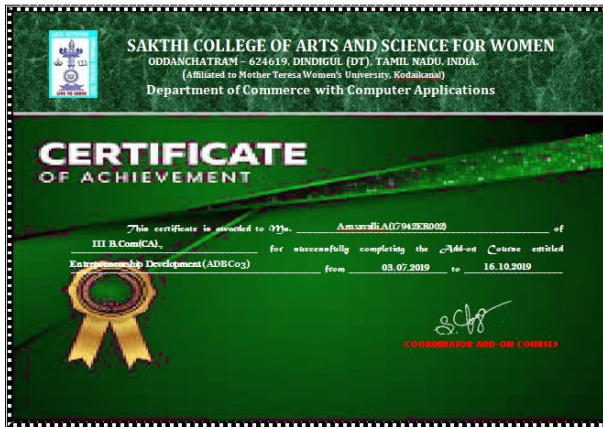 SAKTHI COLLEGE OF ARTS AND SCIENCE FOR WOMEN
ODDANCHATRAM – 624619. DINDIGUL (DT), TAMIL NADU. INDIA.
(Affiliated to Mother Teresa Women's University, Kodaikanal)
Department of Commerce with Computer Applications
LIVE TO SERVE
CERTIFICATE
OF ACHIEVEMENT
This certificate is awarded to Ms. Amsavalli A(17942ER002) of
III B.Com(CA)., for successfully completing the Add-on Course entitled
Entrepreneurship Development (ADBC03) from 03.07.2019 to 16.10.2019
COORDINATOR ADD-ON COURSES